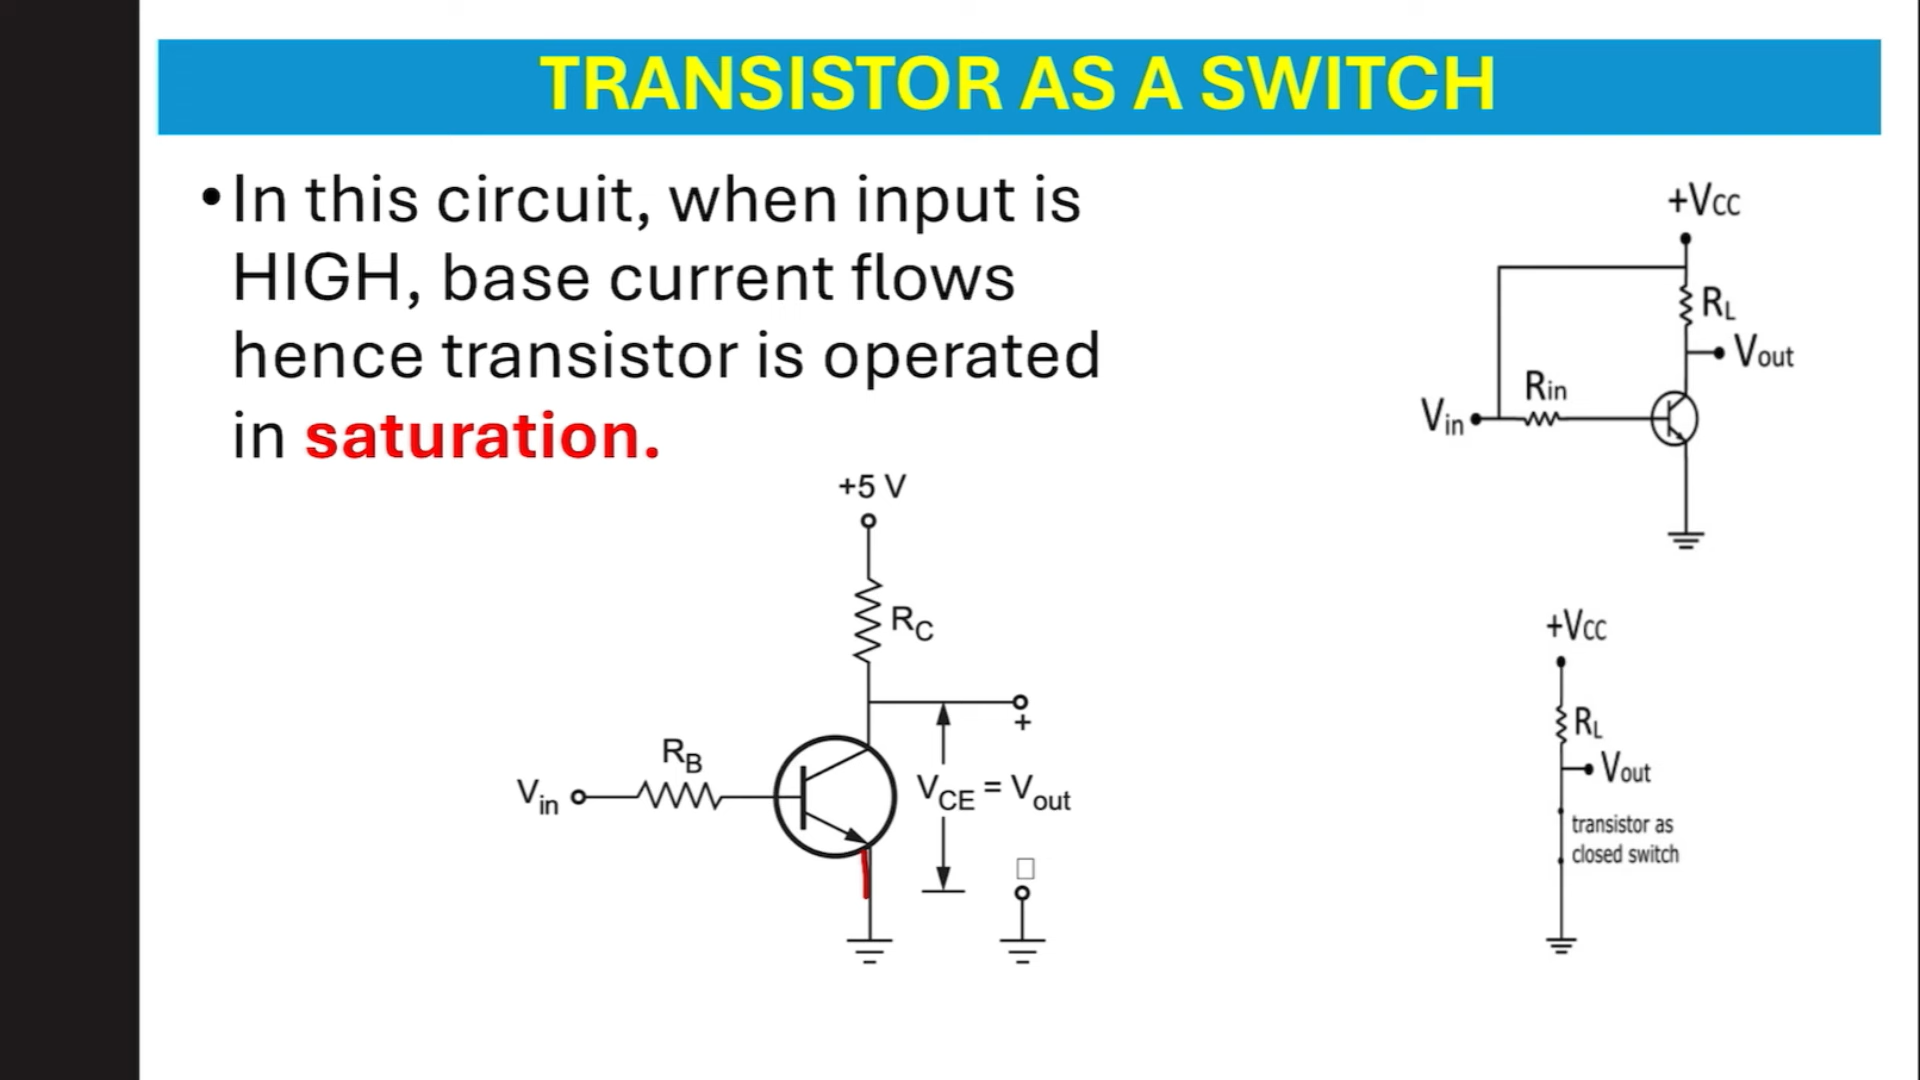 TRANSISTOR AS A SWITCH
•In this circuit, when input is
HIGH, base current flows
hence transistor is operated
in saturation.
+5 V
RC
+
RB
Vin
VCE = Vout
+VCC
RL
Vout
Rin
Vin
+VCC
RL
Vout
transistor as
closed switch